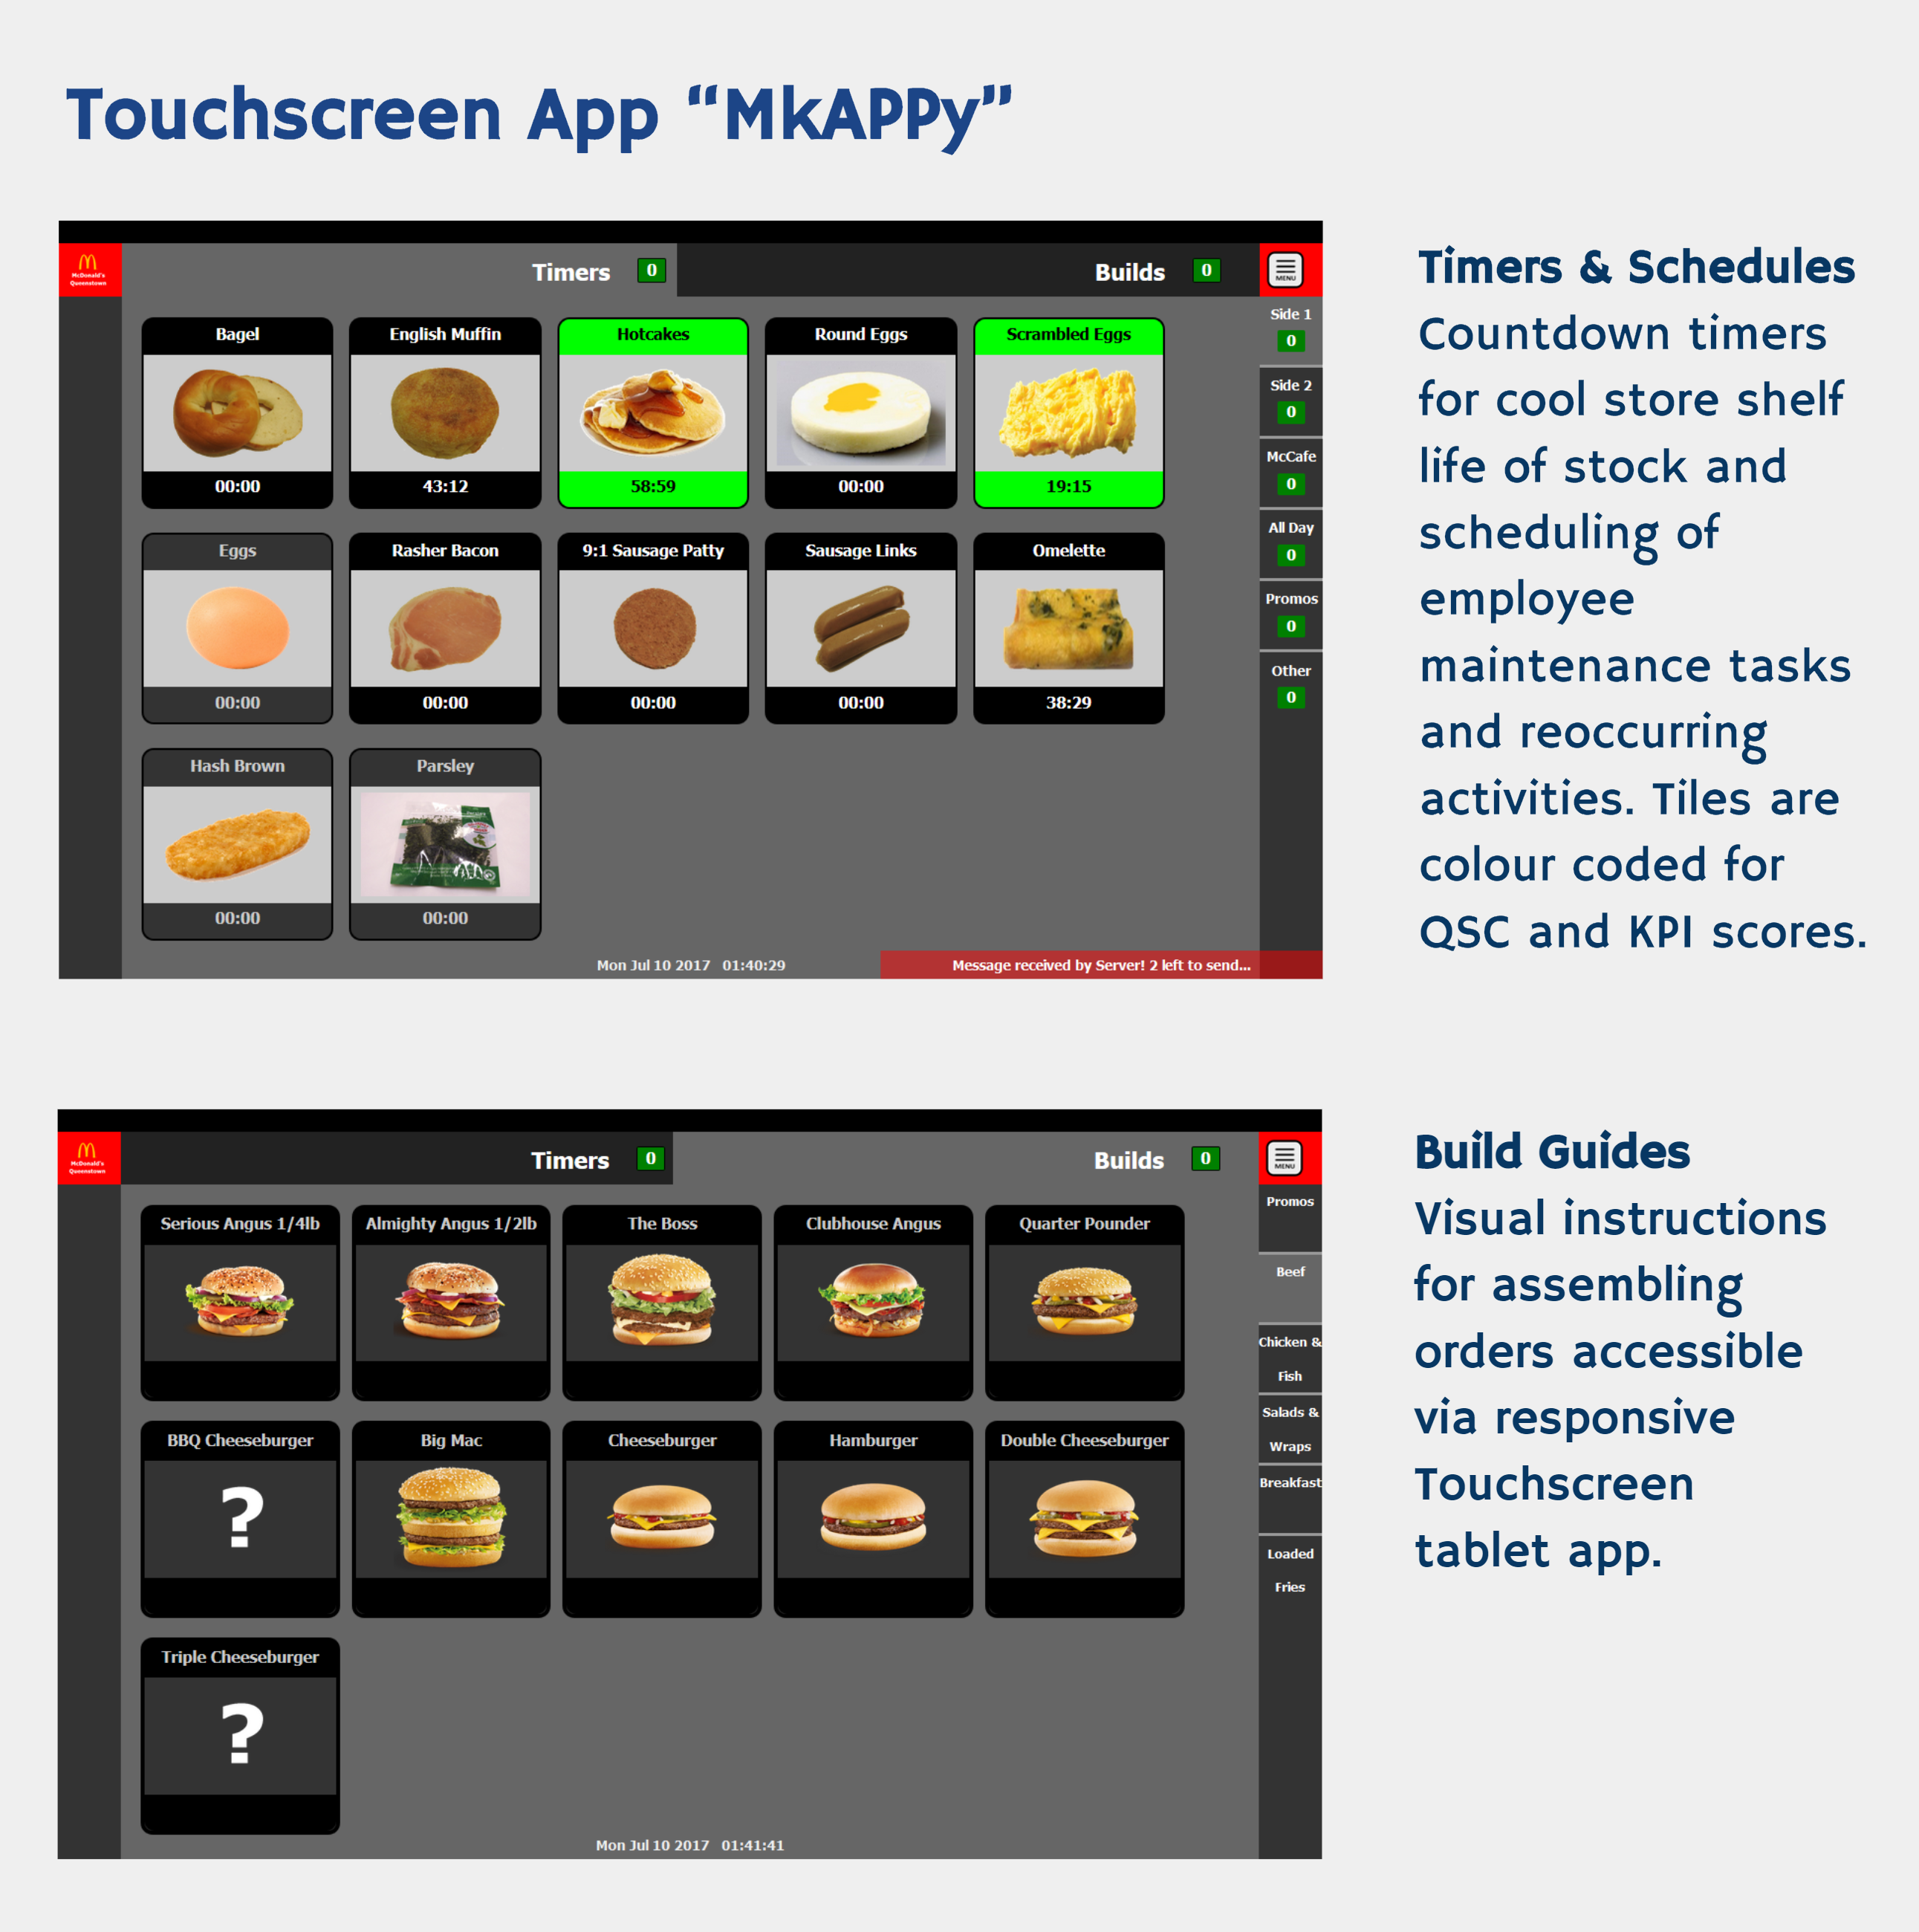 Touchscreen App “MkAPPy”
McDonald's
Queenstown
Timers 0
Builds 0
MENU
Bagel
English Muffin
Hotcakes
Round Eggs
Scrambled Eggs
00:00
43:12
58:59
00:00
19:15
Eggs
Rasher Bacon
9:1 Sausage Patty
Sausage Links
Omelette
00:00
00:00
00:00
00:00
38:29
Hash Brown
Parsley
00:00
00:00
Side 1
0
Side 2
0
McCafe
0
All Day
0
Promos
0
Other
0
Mon Jul 10 2017 01:40:29
Message received by Server! 2 left to send...
Timers & Schedules
Countdown timers
for cool store shelf
life of stock and
scheduling of
employee
maintenance tasks
and reoccurring
activities. Tiles are
colour coded for
QSC and KPI scores.
McDonald's
Queenstown
Timers 0
Builds 0
MENU
Serious Angus 1/4lb
Almighty Angus 1/2lb
The Boss
Clubhouse Angus
Quarter Pounder
BBQ Cheeseburger
Big Mac
Cheeseburger
Hamburger
Double Cheeseburger
?
Triple Cheeseburger
?
Promos
Beef
Chicken &
Fish
Salads &
Wraps
Breakfast
Loaded
Fries
Mon Jul 10 2017 01:41:41
Build Guides
Visual instructions
for assembling
orders accessible
via responsive
Touchscreen
tablet app.